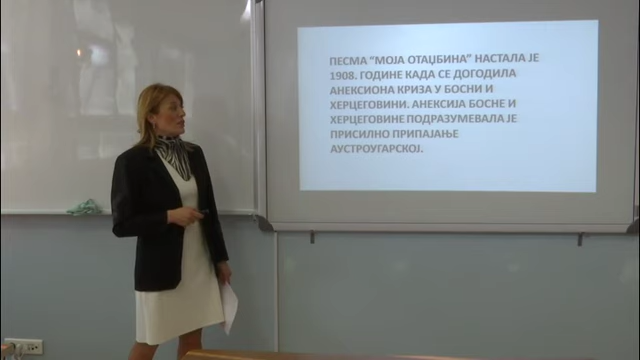 ПЕСМА "МОЈА ОТАЏБИНА" НАСТАЛА ЈЕ
1908. ГОДИНЕ КАДА СЕ ДОГОДИЛА
АНЕКСИОНА КРИЗА У БОСНИ И
ХЕРЦЕГОВИНИ. АНЕКСИЈА БОСНЕ И
ХЕРЦЕГОВИНЕ ПОДРАЗУМЕВАЛА ЈЕ
ПРИСИЛНО ПРИПАЈАЊЕ
АУСТРОУГАРСКОЈ.